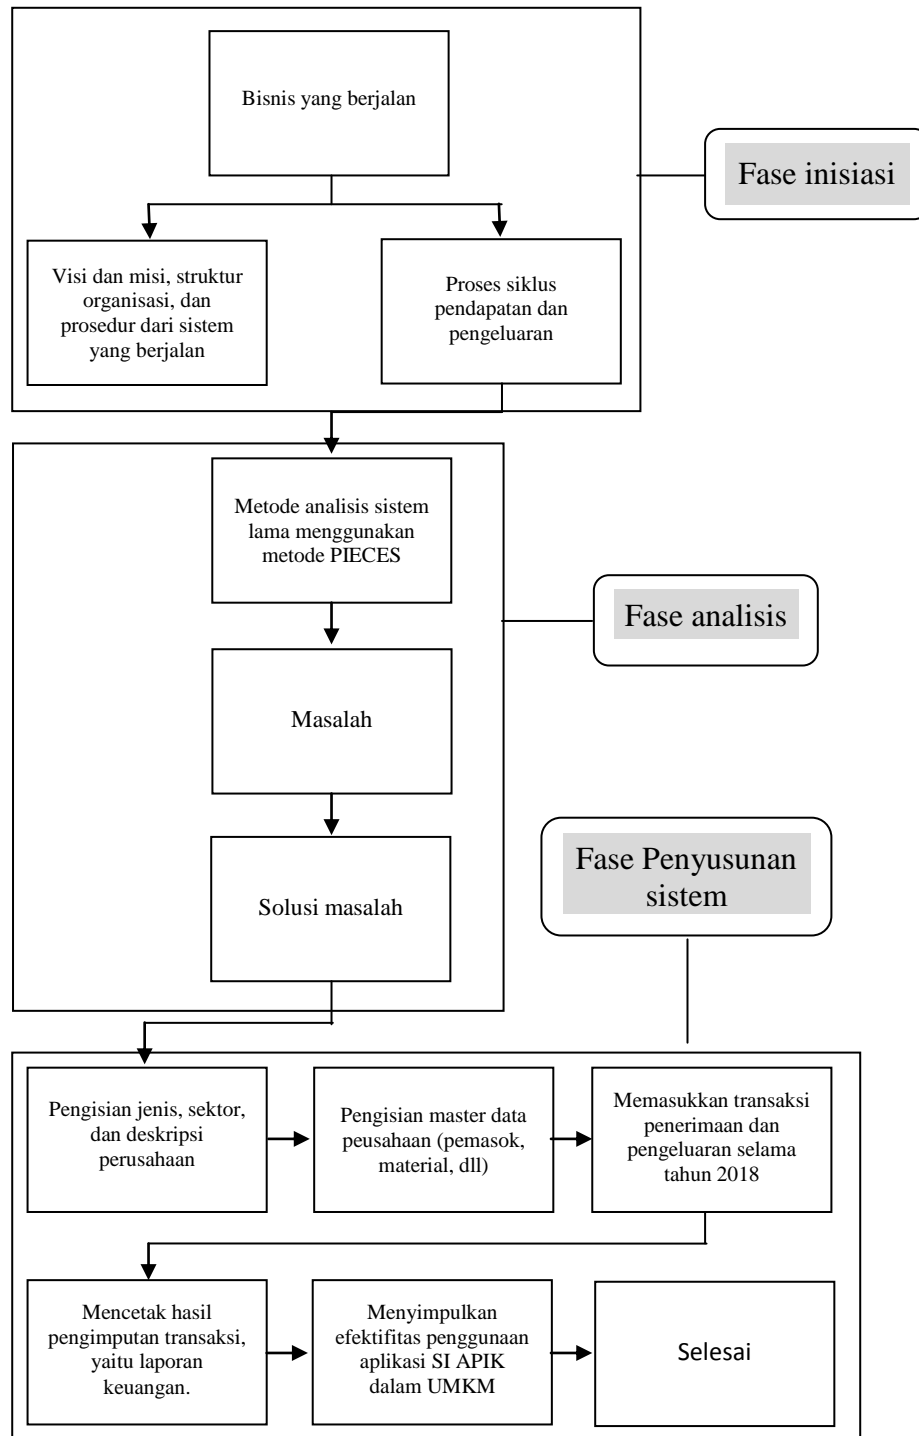 Bisnis yang berjalan
Fase inisiasi
Visi dan misi, struktur
organisasi, dan
prosedur dari sistem
yang berjalan
Proses siklus
pendapatan dan
pengeluaran
Metode analisis sistem
lama menggunakan
metode PIECES
Fase analisis
Masalah
Solusi masalah
Fase Penyusunan
sistem
Pengisian jenis, sektor,
dan deskripsi
perusahaan
Pengisian master data
peusahaan (pemasok,
material, dll)
Memasukkan transaksi
penerimaan dan
pengeluaran selama
tahun 2018
Mencetak hasil
pengimputan transaksi,
yaitu laporan
keuangan.
Menyimpulkan
efektifitas penggunaan
aplikasi SI APIK
dalam UMKM
Selesai